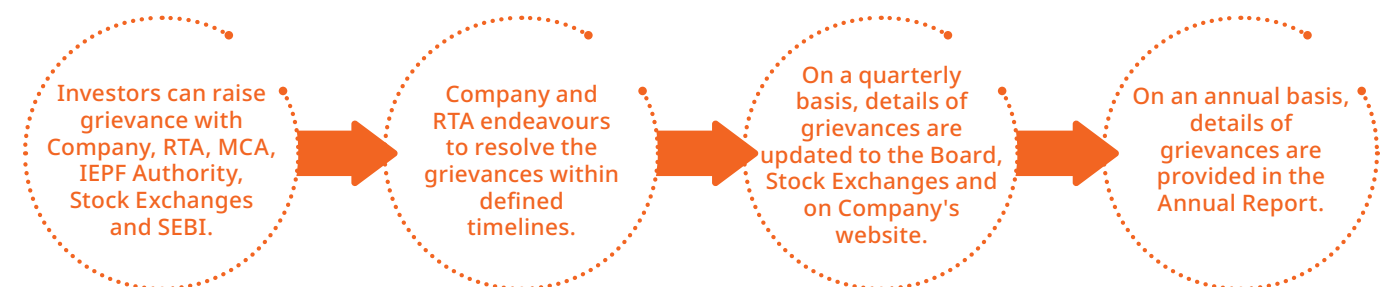 Investors can raise
grievance with
Company, RTA, MCA,
IEPF Authority,
Stock Exchanges
and SEBI.
Company and
RTA endeavours
to resolve the
grievances within
defined
timelines.
On a quarterly
basis, details of
grievances are
updated to the Board,
Stock Exchanges and
on Company's
website.
On an annual basis,
details of
grievances are
provided in the
Annual Report.